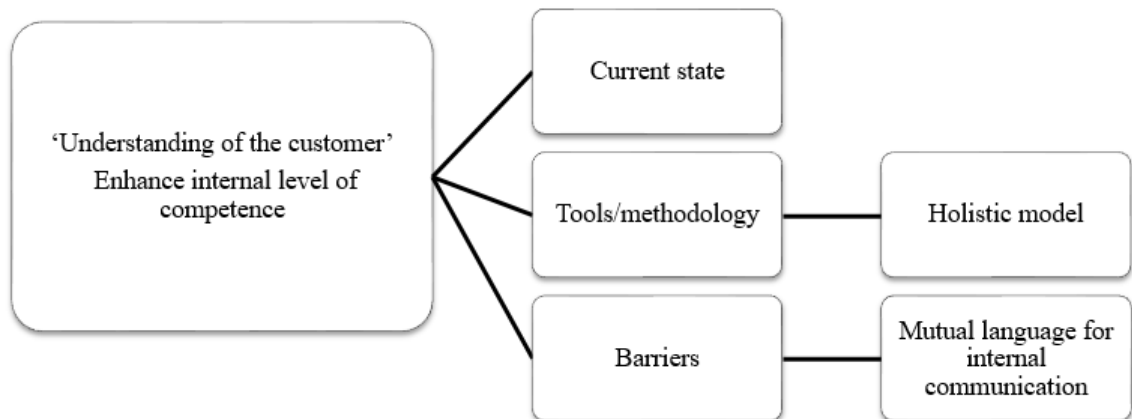 ‘Understanding of the customer’
Enhance internal level of
competence
Current state
Tools/methodology
Holistic model
Barriers
Mutual language for
internal
communication